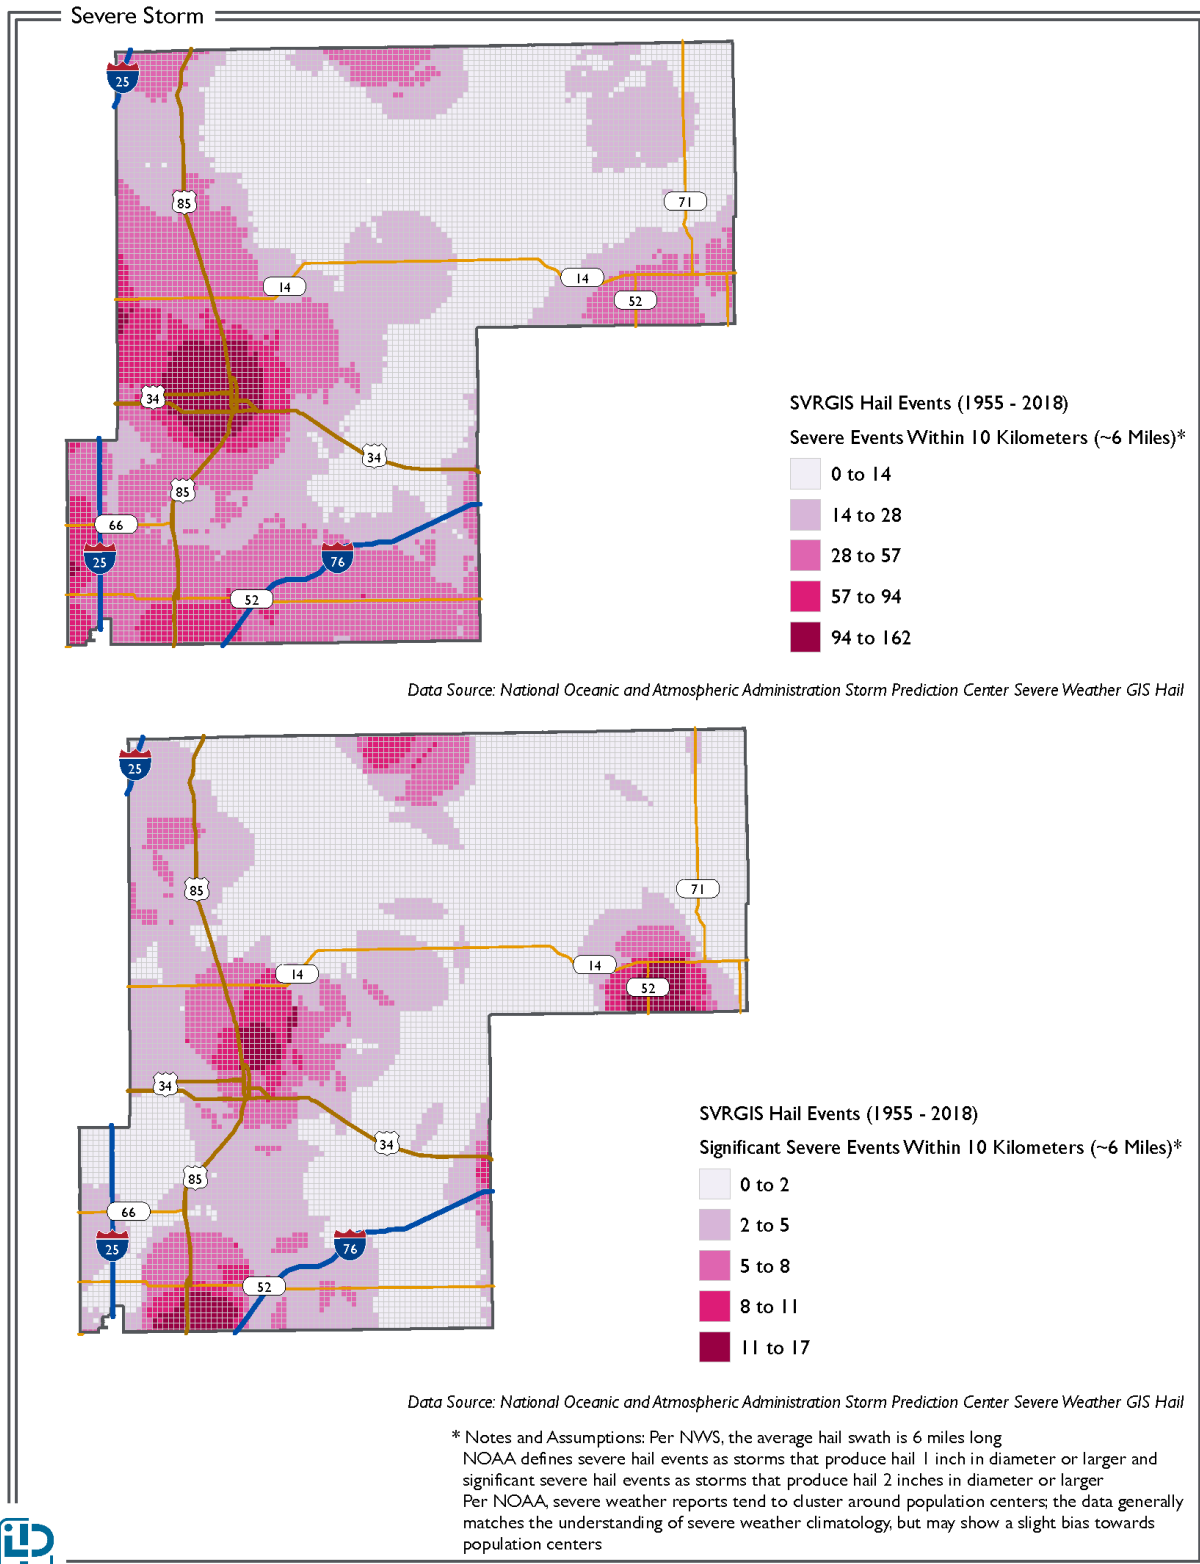 Severe Storm
25
85
71
14
14
52
34
34
85
66
25
76
52
SVRGIS Hail Events (1955 - 2018)
Severe Events Within 10 Kilometers (~6 Miles)*
0 to 14
14 to 28
28 to 57
57 to 94
94 to 162
Data Source: National Oceanic and Atmospheric Administration Storm Prediction Center Severe Weather GIS Hail
25
85
71
14
14
52
34
34
85
66
25
76
52
SVRGIS Hail Events (1955 - 2018)
Significant Severe Events Within 10 Kilometers (~6 Miles)*
0 to 2
2 to 5
5 to 8
8 to 11
11 to 17
Data Source: National Oceanic and Atmospheric Administration Storm Prediction Center Severe Weather GIS Hail
* Notes and Assumptions: Per NWS, the average hail swath is 6 miles long
NOAA defines severe hail events as storms that produce hail 1 inch in diameter or larger and
significant severe hail events as storms that produce hail 2 inches in diameter or larger
Per NOAA, severe weather reports tend to cluster around population centers; the data generally
matches the understanding of severe weather climatology, but may show a slight bias towards
population centers